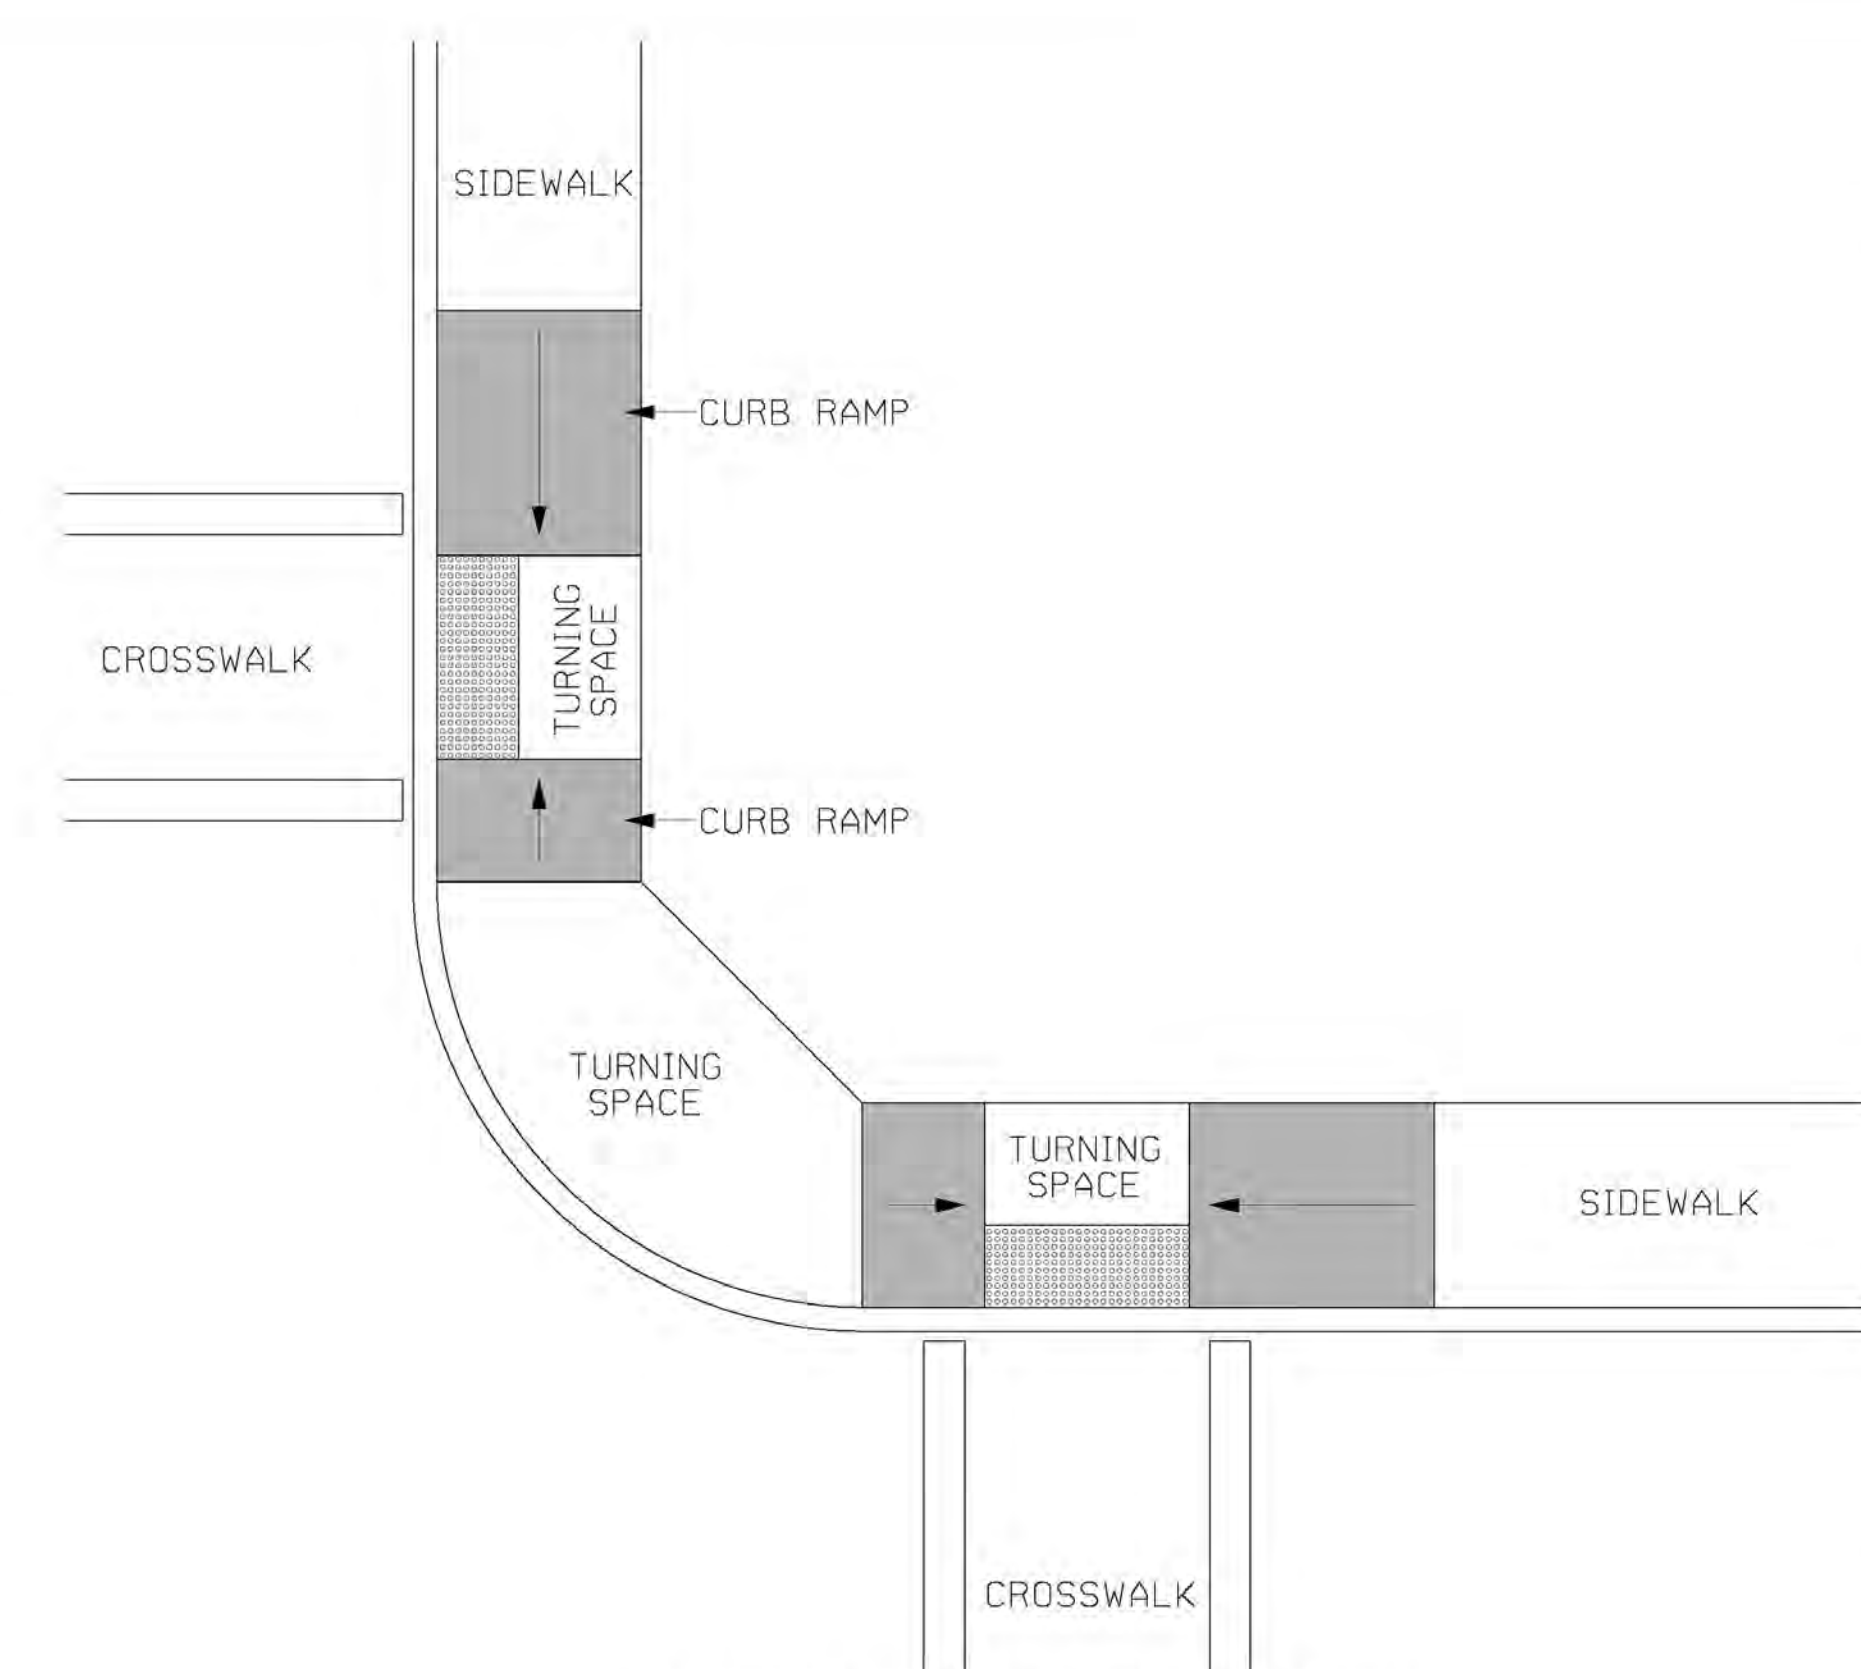 SIDEWALK
CURB RAMP
TURNING
SPACE
CROSSWALK
CURB RAMP
TURNING
SPACE
TURNING
SPACE
SIDEWALK
CROSSWALK